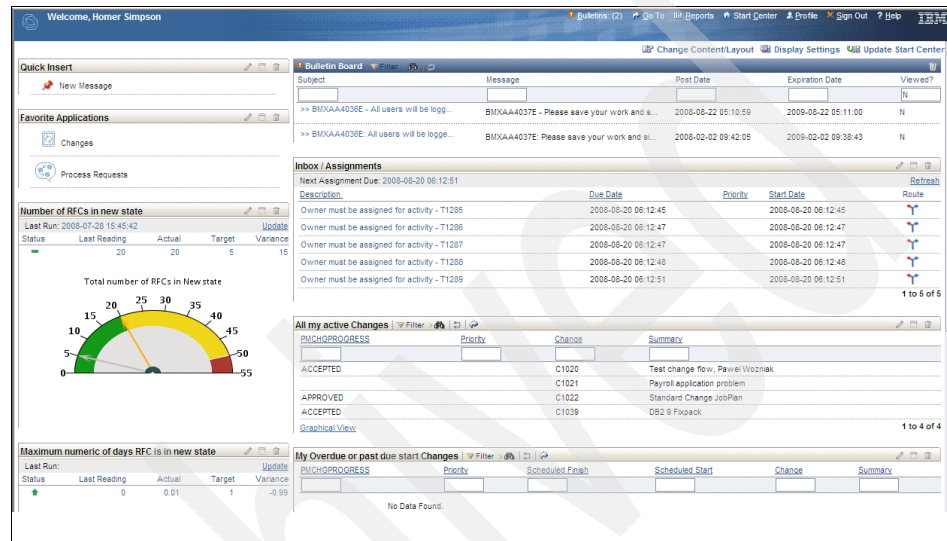 Welcome, Homer Simpson
Bulletins: (2) Go To Reports Start Center Profile Sign Out ? Help IBM
Change Content/Layout Display Settings Update Start Center
Quick Insert
New Message
Favorite Applications
Changes
Process Requests
Number of RFCs in new state
Last Run: 2008-07-28 15:45:42 Update
Status Last Reading Actual Target Variance
20 20 5 15
Total number of RFCs in New state
0 5 10 15 20 25 30 35 40 45 50 55
Maximum numeric of days RFC is in new state
Last Run: Update
Status Last Reading Actual Target Variance
0 0.01 1 -0.99
Bulletin Board Filter
Subject Message Post Date Expiration Date Viewed?
N
>> BMXAA4036E - All users will be logg... BMXAA4037E - Please save your work and s... 2008-08-22 05:10:59 2009-08-22 05:11:00 N
>> BMXAA4036E: All users will be logge... BMXAA4037E: Please save your work and si... 2008-02-02 09:42:05 2009-02-02 09:38:43 N
Inbox / Assignments
Next Assignment Due: 2008-08-20 06:12:51 Refresh
Description Due Date Priority Start Date Route
Owner must be assigned for activity - T1285 2008-08-20 06:12:45 2008-08-20 06:12:45
Owner must be assigned for activity - T1286 2008-08-20 06:12:47 2008-08-20 06:12:47
Owner must be assigned for activity - T1287 2008-08-20 06:12:47 2008-08-20 06:12:47
Owner must be assigned for activity - T1288 2008-08-20 06:12:48 2008-08-20 06:12:48
Owner must be assigned for activity - T1289 2008-08-20 06:12:51 2008-08-20 06:12:51
1 to 5 of 5
All my active Changes Filter
PMCHGPROGRESS Priority Change Summary
ACCEPTED C1020 Test change flow, Pawel Wozniak
C1021 Payroll application problem
APPROVED C1022 Standard Change JobPlan
ACCEPTED C1039 DB2 9 Fixpack
Graphical View 1 to 4 of 4
My Overdue or past due start Changes Filter
PMCHGPROGRESS Priority Scheduled Finish Scheduled Start Change Summary
No Data Found.